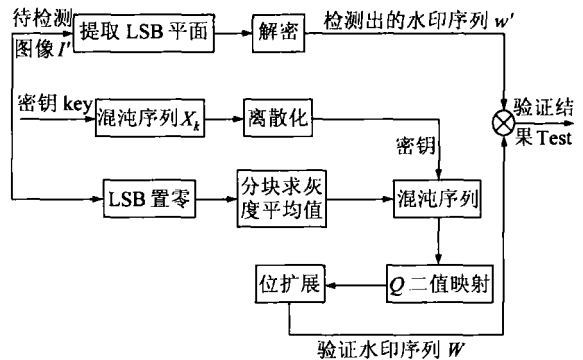 待检测
图像I'
提取 LSB 平面
解密
检测出的水印序列 w'
密钥 key
混沌序列 Xk
离散化
密钥
验证结
果 Test
LSB 置零
分块求灰
度平均值
混沌序列
位扩展
Q 二值映射
验证水印序列 W